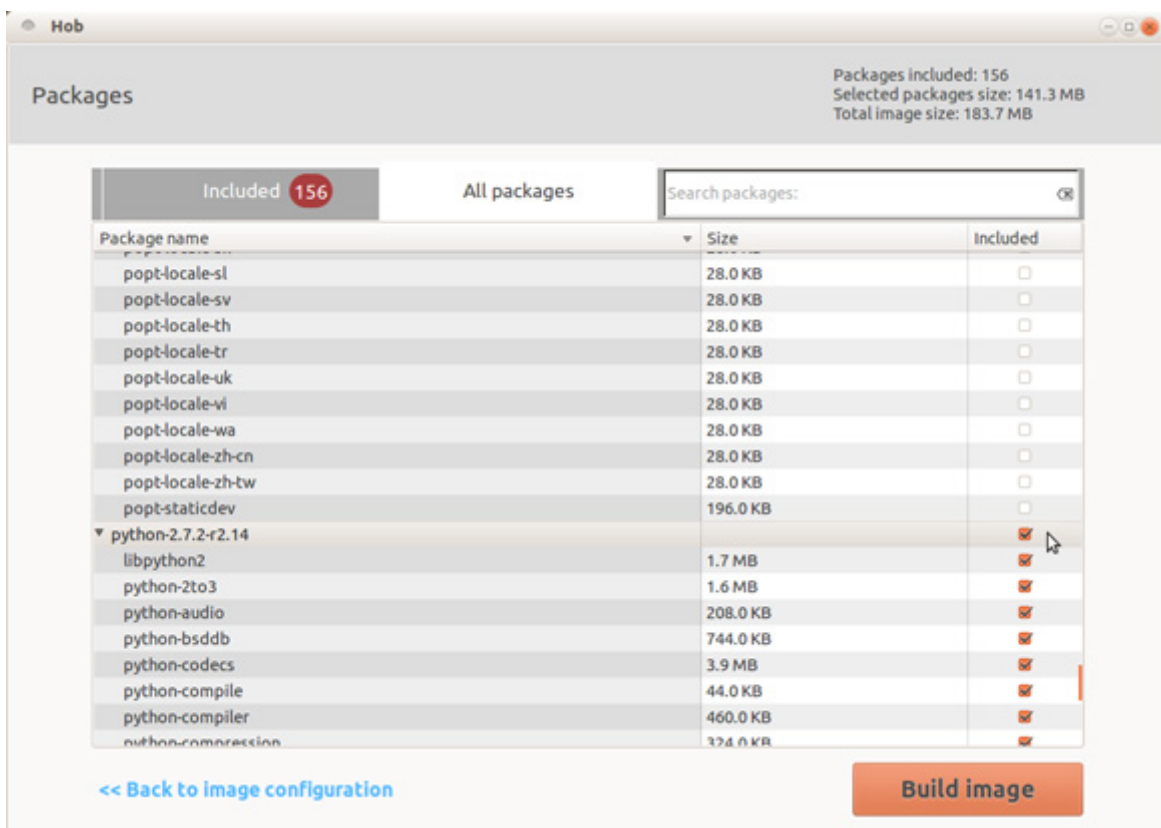 Hob
Packages
Packages included: 156
Selected packages size: 141.3 MB
Total image size: 183.7 MB
Included 156 All packages Search packages:
Package name Size Included
popt-locale-sl 28.0 KB
popt-locale-sv 28.0 KB
popt-locale-th 28.0 KB
popt-locale-tr 28.0 KB
popt-locale-uk 28.0 KB
popt-locale-vi 28.0 KB
popt-locale-wa 28.0 KB
popt-locale-zh-cn 28.0 KB
popt-locale-zh-tw 28.0 KB
popt-staticdev 196.0 KB
python-2.7.2-r2.14
libpython2 1.7 MB
python-2to3 1.6 MB
python-audio 208.0 KB
python-bsddb 744.0 KB
python-codecs 3.9 MB
python-compile 44.0 KB
python-compiler 460.0 KB
python-compression 324.0 KB
<< Back to image configuration Build image